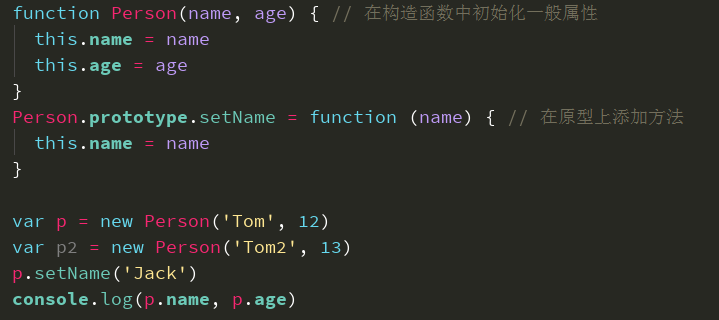 function Person(name, age) { // 在构造函数中初始化一般属性
  this.name = name
  this.age = age
}
Person.prototype.setName = function (name) { // 在原型上添加方法
  this.name = name
}

var p = new Person('Tom', 12)
var p2 = new Person('Tom2', 13)
p.setName('Jack')
console.log(p.name, p.age)